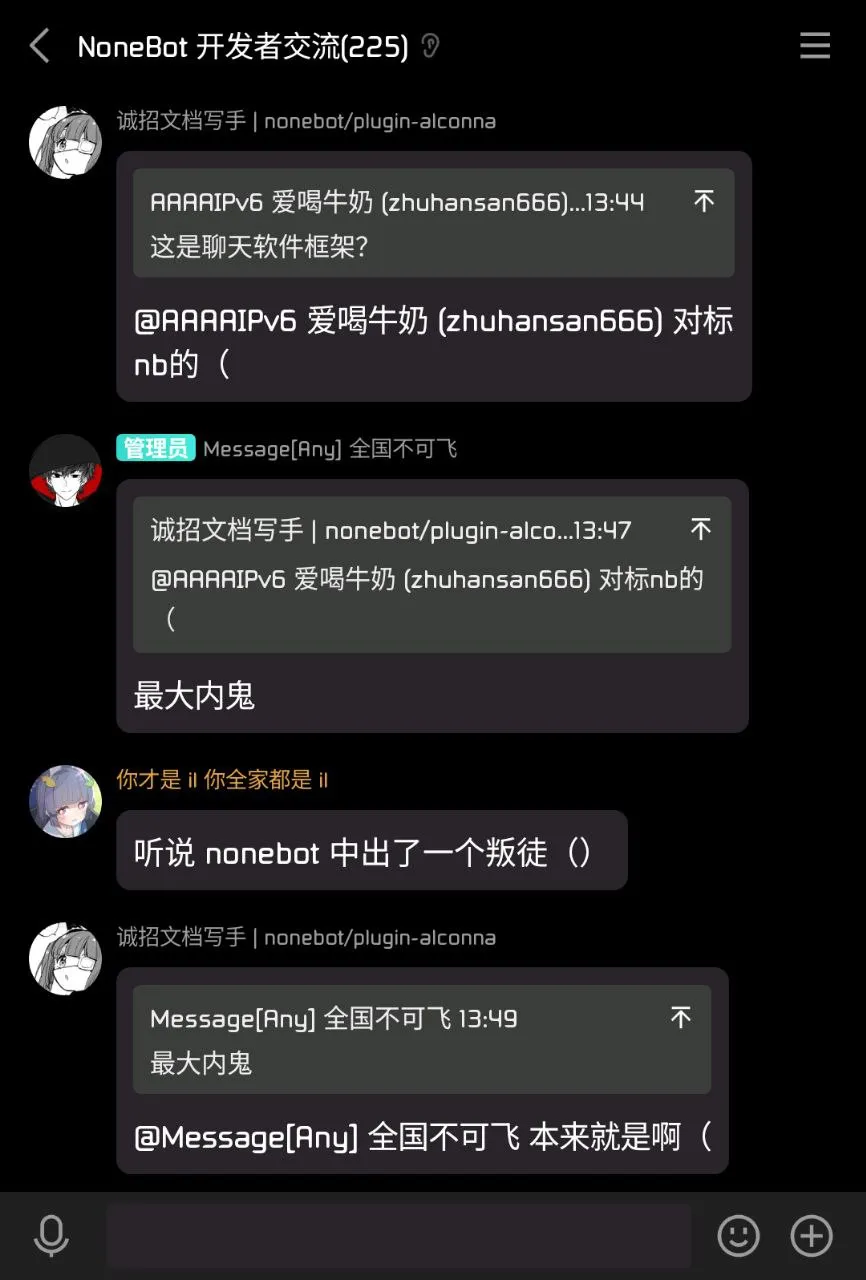 NoneBot 开发者交流(225)
诚招文档写手 | nonebot/plugin-alconna
AAAAIPv6 爱喝牛奶 (zhuhansan666)...13:44
这是聊天软件框架？
@AAAAIPv6 爱喝牛奶 (zhuhansan666) 对标
nb的（
管理员 Message[Any] 全国不可飞
诚招文档写手 | nonebot/plugin-alco...13:47
@AAAAIPv6 爱喝牛奶 (zhuhansan666) 对标nb的
（
最大内鬼
你才是 il 你全家都是 il
听说 nonebot 中出了一个叛徒（）
诚招文档写手 | nonebot/plugin-alconna
Message[Any] 全国不可飞 13:49
最大内鬼
@Message[Any] 全国不可飞 本来就是啊（